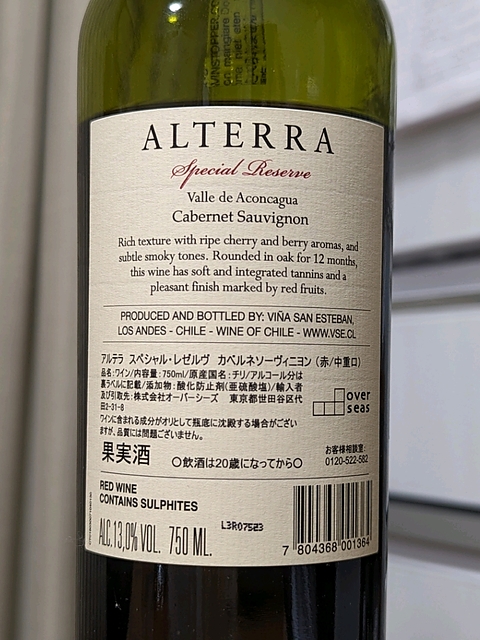 ALTERRA
Special Reserve
Valle de Aconcagua
Cabernet Sauvignon
Rich texture with ripe cherry and berry aromas, and
subtle smoky tones. Rounded in oak for 12 months,
this wine has soft and integrated tannins and a
pleasant finish marked by red fruits.
PRODUCED AND BOTTLED BY: VIÑA SAN ESTEBAN,
LOS ANDES - CHILE - WINE OF CHILE - WWW.VSE.CL
アルテラ スペシャル・レゼルヴ カベルネソーヴィニヨン (赤/中重口)
品名:ワイン/内容量:750ml/原産国名:チリ/アルコール分は
裏ラベルに記載/添加物:酸化防止剤(亜硫酸塩)/輸入者
及び引取先:株式会社オーバーシーズ 東京都世田谷区代
田2-31-6
over
seas
ワインに含まれる成分がオリとして瓶底に沈殿する場合がござい
ますが、品質には問題ございません。
果実酒
○飲酒は20歳になってから○
お客様相談室:
0120-522-582
RED WINE
CONTAINS SULPHITES
ALC.13,0% VOL. 750 ML.
L3R07523
7 804368 001364